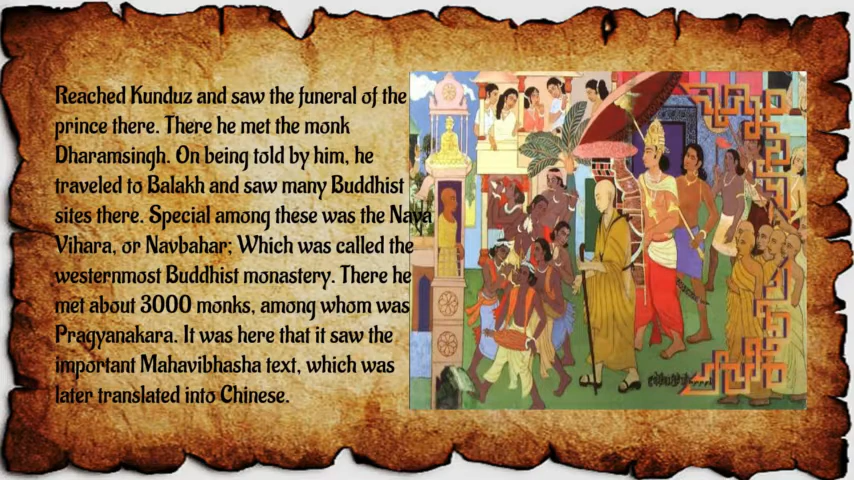 Reached Kunduz and saw the funeral of the
prince there. There he met the monk
Dharamsingh. On being told by him, he
traveled to Balakh and saw many Buddhist
sites there. Special among these was the Nava
Vihara, or Navbahar; Which was called the
westernmost Buddhist monastery. There he
met about 3000 monks, among whom was
Pragyanakara. It was here that it saw the
important Mahavibhasha text, which was
later translated into Chinese.